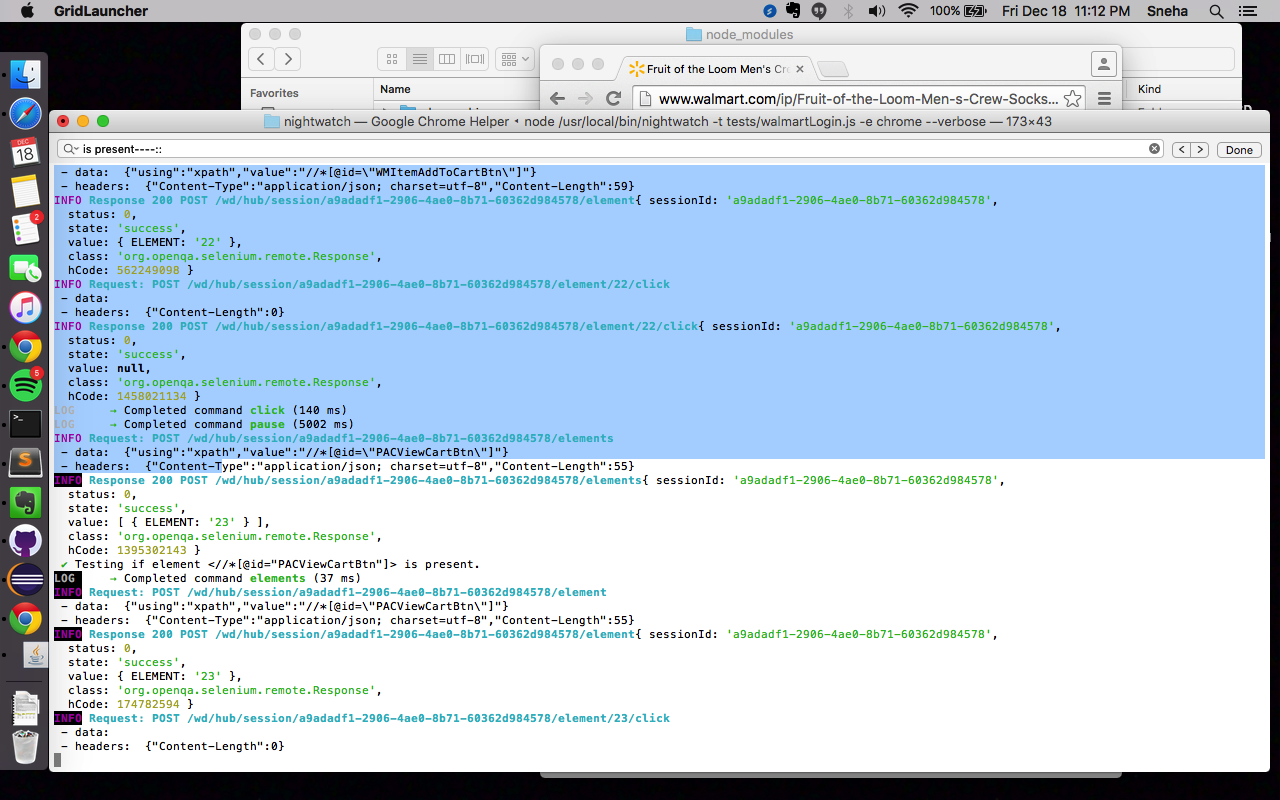 GridLauncher
100%
Fri Dec 18 11:12 PM
Sneha
node_modules
Favorites
Name
Kind
Fruit of the Loom Men's Cr
www.walmart.com/ip/Fruit-of-the-Loom-Men-s-Crew-Socks...
DEC
18
2
5
nightwatch — Google Chrome Helper ◂ node /usr/local/bin/nightwatch -t tests/walmartLogin.js -e chrome --verbose — 173×43
is present----::
Done
- data:  {"using":"xpath","value":"//*[@id=\"WMItemAddToCartBtn\"]"}
- headers:  {"Content-Type":"application/json; charset=utf-8","Content-Length":59}
INFO Response 200 POST /wd/hub/session/a9adadf1-2906-4ae0-8b71-60362d984578/element{ sessionId: 'a9adadf1-2906-4ae0-8b71-60362d984578',
status: 0,
state: 'success',
value: { ELEMENT: '22' },
class: 'org.openqa.selenium.remote.Response',
hCode: 562249098 }
INFO Request: POST /wd/hub/session/a9adadf1-2906-4ae0-8b71-60362d984578/element/22/click
- data:
- headers:  {"Content-Length":0}
INFO Response 200 POST /wd/hub/session/a9adadf1-2906-4ae0-8b71-60362d984578/element/22/click{ sessionId: 'a9adadf1-2906-4ae0-8b71-60362d984578',
status: 0,
state: 'success',
value: null,
class: 'org.openqa.selenium.remote.Response',
hCode: 1458021134 }
LOG     → Completed command click (140 ms)
LOG     → Completed command pause (5002 ms)
INFO Request: POST /wd/hub/session/a9adadf1-2906-4ae0-8b71-60362d984578/elements
- data:  {"using":"xpath","value":"//*[@id=\"PACViewCartBtn\"]"}
- headers:  {"Content-Type":"application/json; charset=utf-8","Content-Length":55}
INFO Response 200 POST /wd/hub/session/a9adadf1-2906-4ae0-8b71-60362d984578/elements{ sessionId: 'a9adadf1-2906-4ae0-8b71-60362d984578',
status: 0,
state: 'success',
value: [ { ELEMENT: '23' } ],
class: 'org.openqa.selenium.remote.Response',
hCode: 1395302143 }
✔ Testing if element <//*[@id="PACViewCartBtn"]> is present.
LOG     → Completed command elements (37 ms)
INFO Request: POST /wd/hub/session/a9adadf1-2906-4ae0-8b71-60362d984578/element
- data:  {"using":"xpath","value":"//*[@id=\"PACViewCartBtn\"]"}
- headers:  {"Content-Type":"application/json; charset=utf-8","Content-Length":55}
INFO Response 200 POST /wd/hub/session/a9adadf1-2906-4ae0-8b71-60362d984578/element{ sessionId: 'a9adadf1-2906-4ae0-8b71-60362d984578',
status: 0,
state: 'success',
value: { ELEMENT: '23' },
class: 'org.openqa.selenium.remote.Response',
hCode: 174782594 }
INFO Request: POST /wd/hub/session/a9adadf1-2906-4ae0-8b71-60362d984578/element/23/click
- data:
- headers:  {"Content-Length":0}